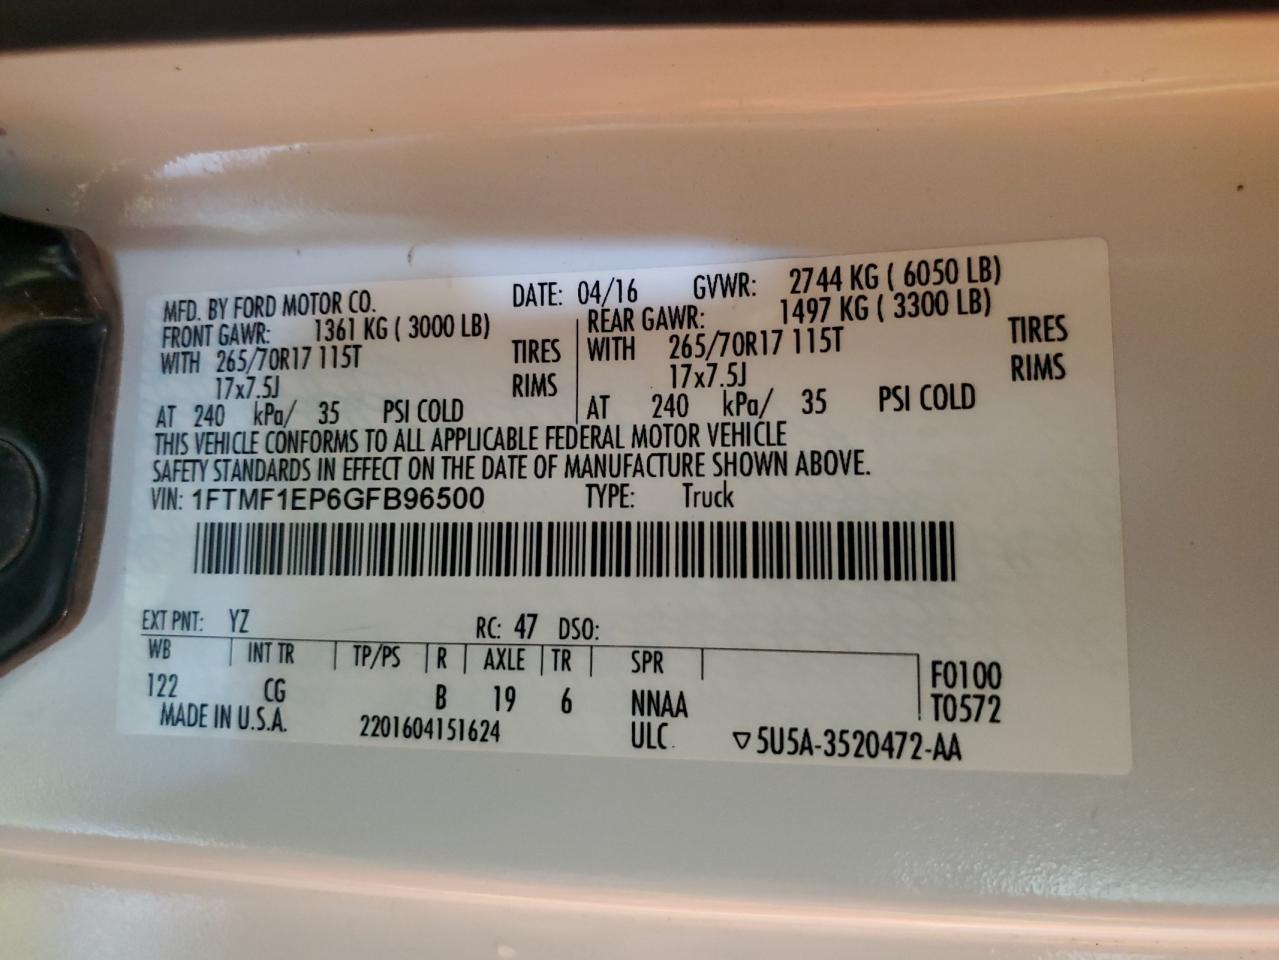 MFD. BY FORD MOTOR CO. DATE: 04/16 GVWR: 2744 KG ( 6050 LB)
FRONT GAWR: 1361 KG ( 3000 LB) REAR GAWR: 1497 KG ( 3300 LB)
WITH 265/70R17 115T TIRES WITH 265/70R17 115T TIRES
17x7.5J RIMS 17x7.5J RIMS
AT 240 kPa/ 35 PSI COLD AT 240 kPa/ 35 PSI COLD
THIS VEHICLE CONFORMS TO ALL APPLICABLE FEDERAL MOTOR VEHICLE
SAFETY STANDARDS IN EFFECT ON THE DATE OF MANUFACTURE SHOWN ABOVE.
VIN: 1FTMF1EP6GFB96500 TYPE: Truck
EXT PNT: YZ RC: 47 DSO:
WB INT TR TP/PS R AXLE TR SPR F0100
122 CG B 19 6 NNAA T0572
MADE IN U.S.A. 2201604151624 ULC ▽5U5A-3520472-AA